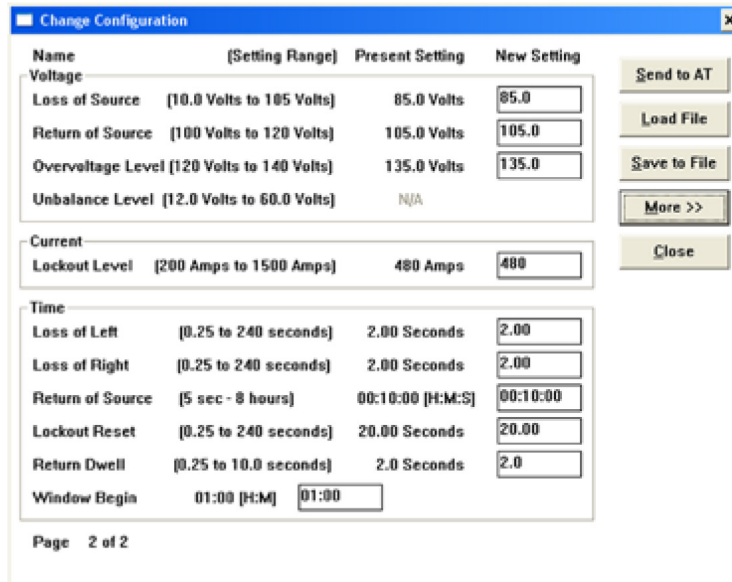 Change Configuration
Name (Setting Range) Present Setting New Setting
Voltage
Loss of Source (10.0 Volts to 105 Volts) 85.0 Volts 85.0
Return of Source (100 Volts to 120 Volts) 105.0 Volts 105.0
Overvoltage Level (120 Volts to 140 Volts) 135.0 Volts 135.0
Unbalance Level (12.0 Volts to 60.0 Volts) N/A
Current
Lockout Level (200 Amps to 1500 Amps) 480 Amps 480
Time
Loss of Left (0.25 to 240 seconds) 2.00 Seconds 2.00
Loss of Right (0.25 to 240 seconds) 2.00 Seconds 2.00
Return of Source (5 sec - 8 hours) 00:10:00 [H:M:S] 00:10:00
Lockout Reset (0.25 to 240 seconds) 20.00 Seconds 20.00
Return Dwell (0.25 to 10.0 seconds) 2.0 Seconds 2.0
Window Begin 01:00 [H:M] 01:00
Page 2 of 2
Send to AT
Load File
Save to File
More >>
Close